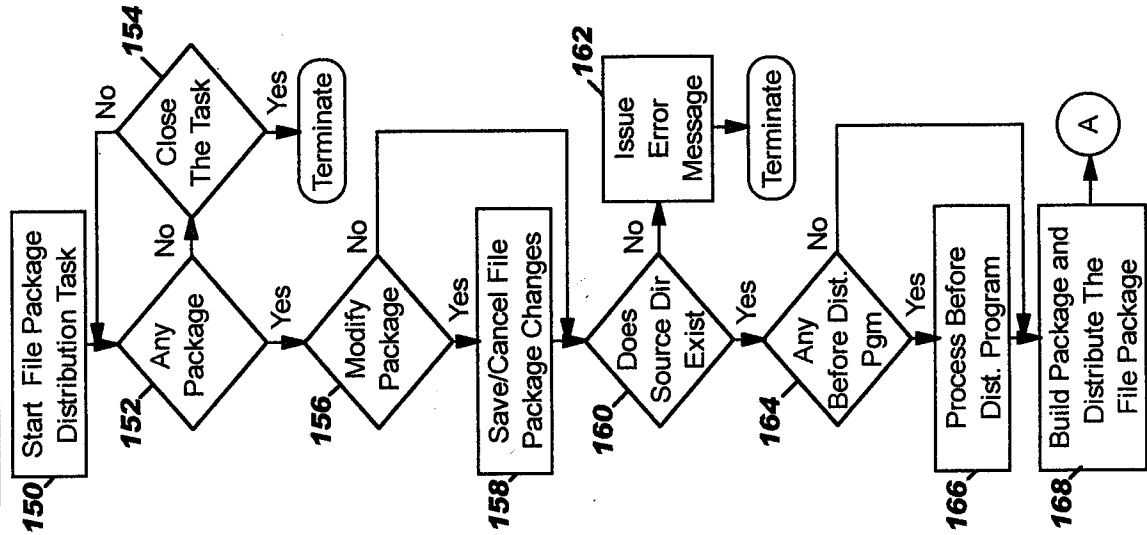 150
Start File Package
Distribution Task
152
Any
Package
No
Yes
154
Close
The Task
No
Yes
Terminate
156
Modify
Package
No
Yes
158
Save/Cancel File
Package Changes
160
Does
Source Dir
Exist
No
Yes
162
Issue
Error
Message
Terminate
164
Any
Before Dist.
Pgm
No
Yes
166
Process Before
Dist. Program
168
Build Package and
Distribute The
File Package
A